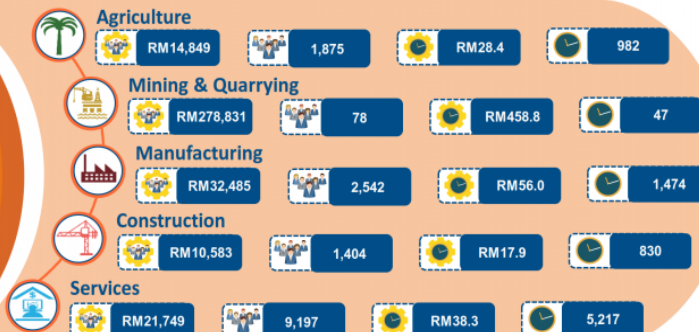 Agriculture
RM14,849 1,875 RM28.4 982
Mining & Quarrying
RM278,831 78 RM458.8 47
Manufacturing
RM32,485 2,542 RM56.0 1,474
Construction
RM10,583 1,404 RM17.9 830
Services
RM21,749 9,197 RM38.3 5,217